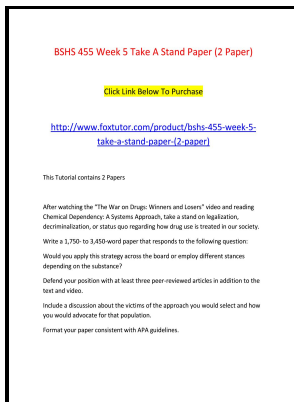 BSHS 455 Week 5 Take A Stand Paper (2 Paper)
Click Link Below To Purchase
http://www.foxtutor.com/product/bshs-455-week-5-
take-a-stand-paper-(2-paper)
This Tutorial contains 2 Papers
After watching the “The War on Drugs: Winners and Losers” video and reading
Chemical Dependency: A Systems Approach, take a stand on legalization,
decriminalization, or status quo regarding how drug use is treated in our society.
Write a 1,750- to 3,450-word paper that responds to the following question:
Would you apply this strategy across the board or employ different stances
depending on the substance?
Defend your position with at least three peer-reviewed articles in addition to the
text and video.
Include a discussion about the victims of the approach you would select and how
you would advocate for that population.
Format your paper consistent with APA guidelines.